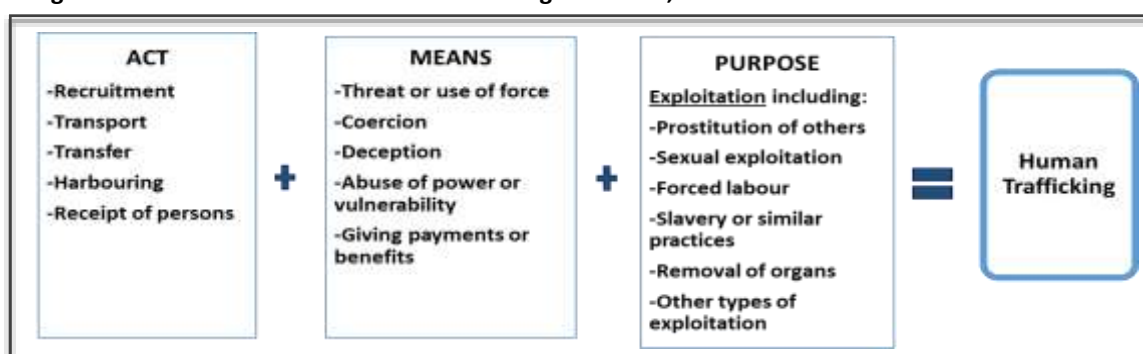 ACT
-Recruitment
-Transport
-Transfer
-Harbouring
-Receipt of persons
+
MEANS
-Threat or use of force
-Coercion
-Deception
-Abuse of power or
vulnerability
-Giving payments or
benefits
+
PURPOSE
Exploitation including:
-Prostitution of others
-Sexual exploitation
-Forced labour
-Slavery or similar
practices
-Removal of organs
-Other types of
exploitation
=
Human
Trafficking